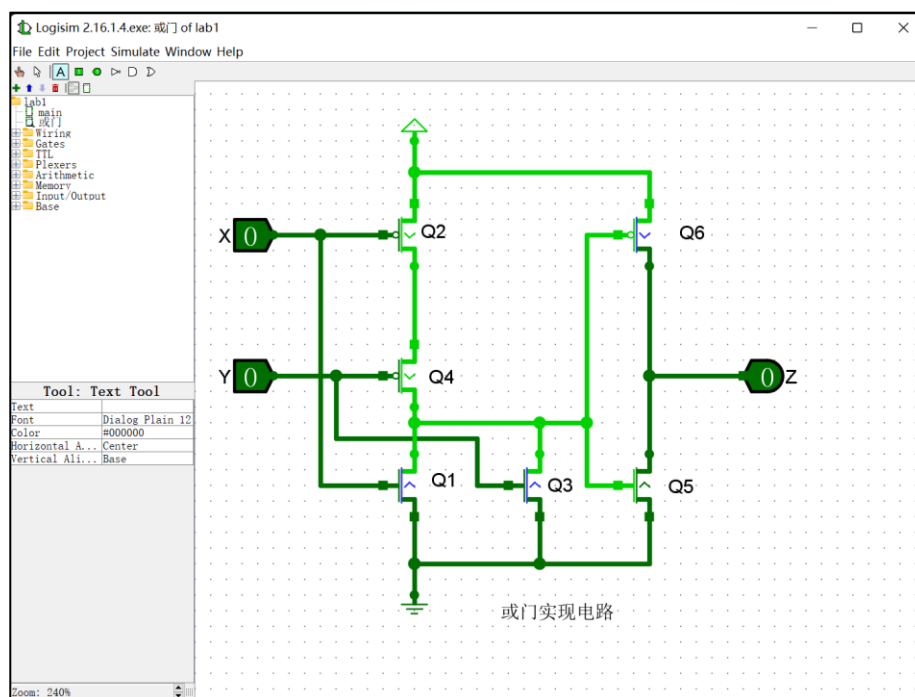 Logisim 2.16.1.4.exe: 或门 of lab1
File Edit Project Simulate Window Help
A
lab1
main
或门
Wiring
Gates
TTL
Plexers
Arithmetic
Memory
Input/Output
Base
Tool: Text Tool
Text
Font Dialog Plain 12
Color #000000
Horizontal A... Center
Vertical Ali... Base
Zoom: 240%
X 0
Q2
Q6
Y 0
Q4
0 Z
Q1
Q3
Q5
或门实现电路